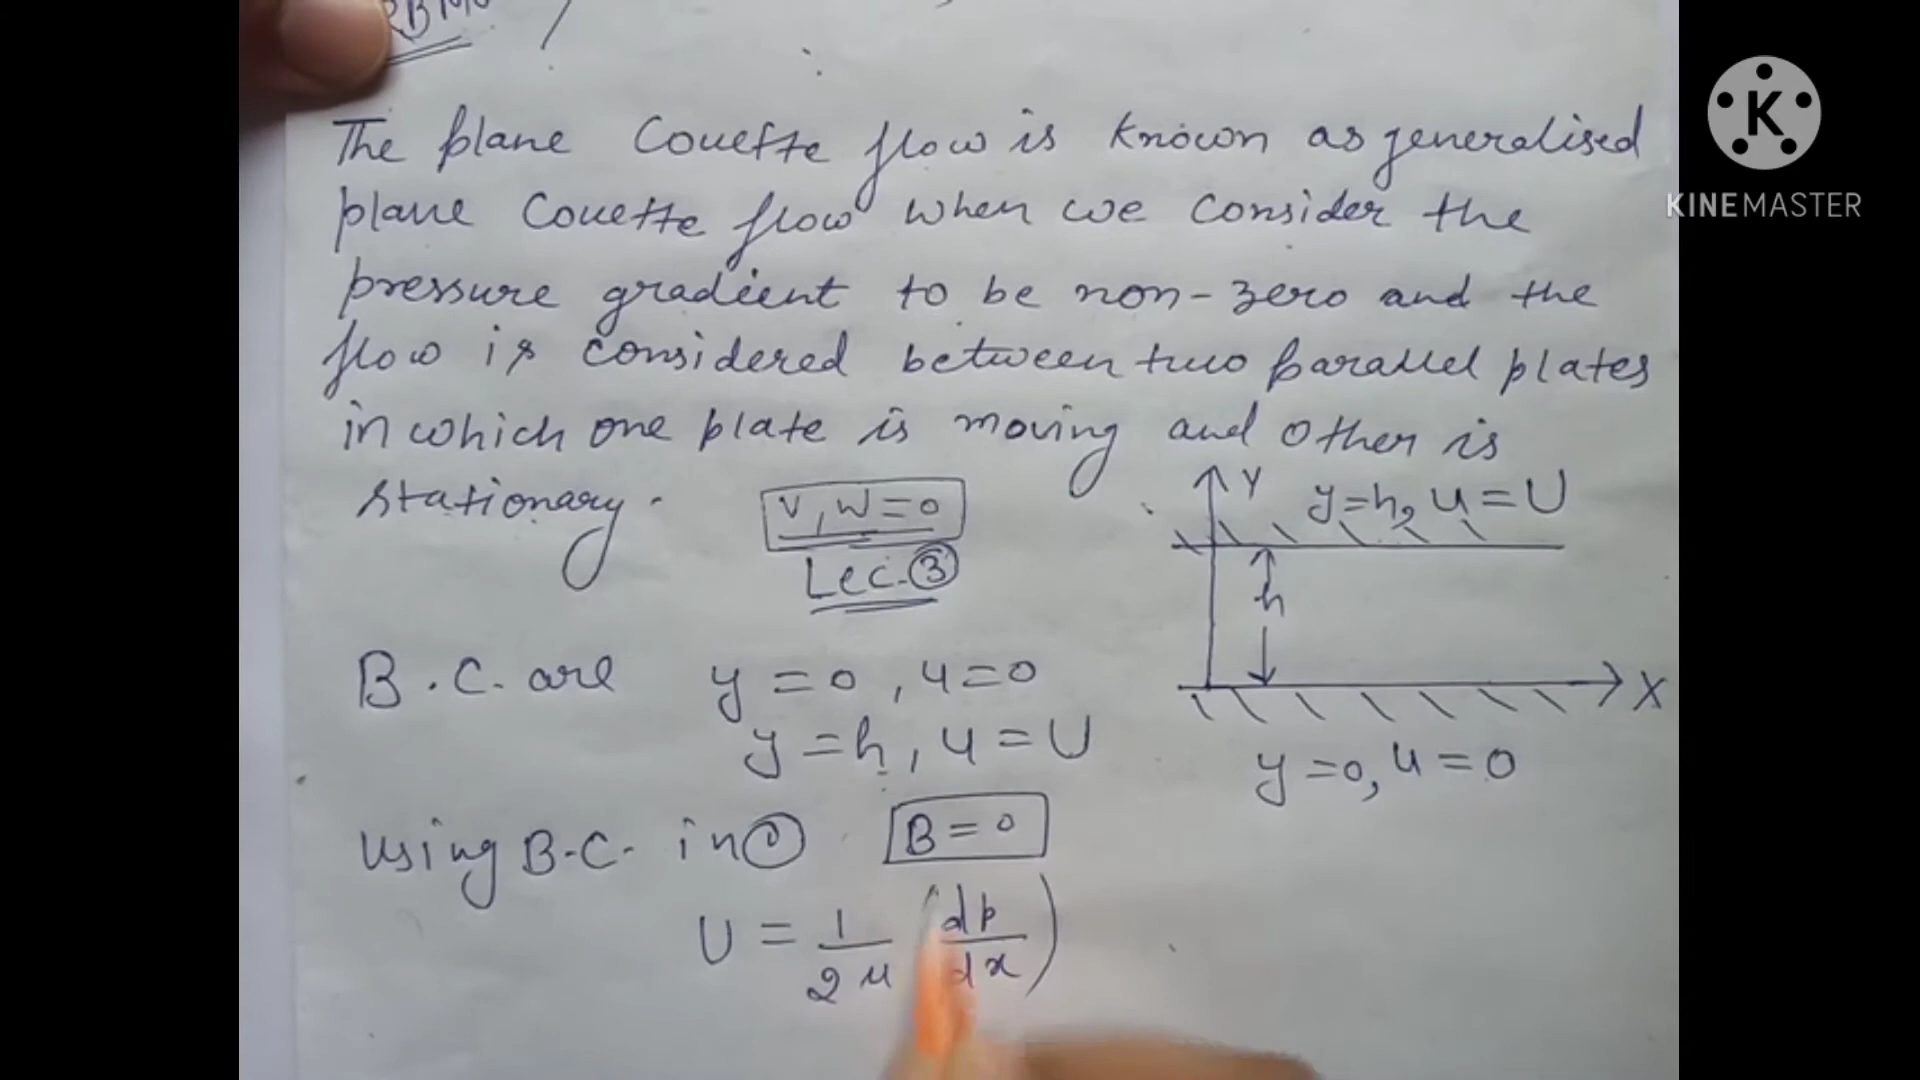 The plane Couette flow is known as generalised
plane Couette flow when we consider the
pressure gradient to be non-zero and the
flow is considered between two parallel plates
in which one plate is moving and other is
stationary.
V, W = 0
Lec. 3
Y
y=h, u=U
h
X
y=0, u=0
B.C. are y=0, u=0
y=h, u=U
Using B.C. in B=0
U = 1/2μ (dp/dx)
K
KINEMASTER